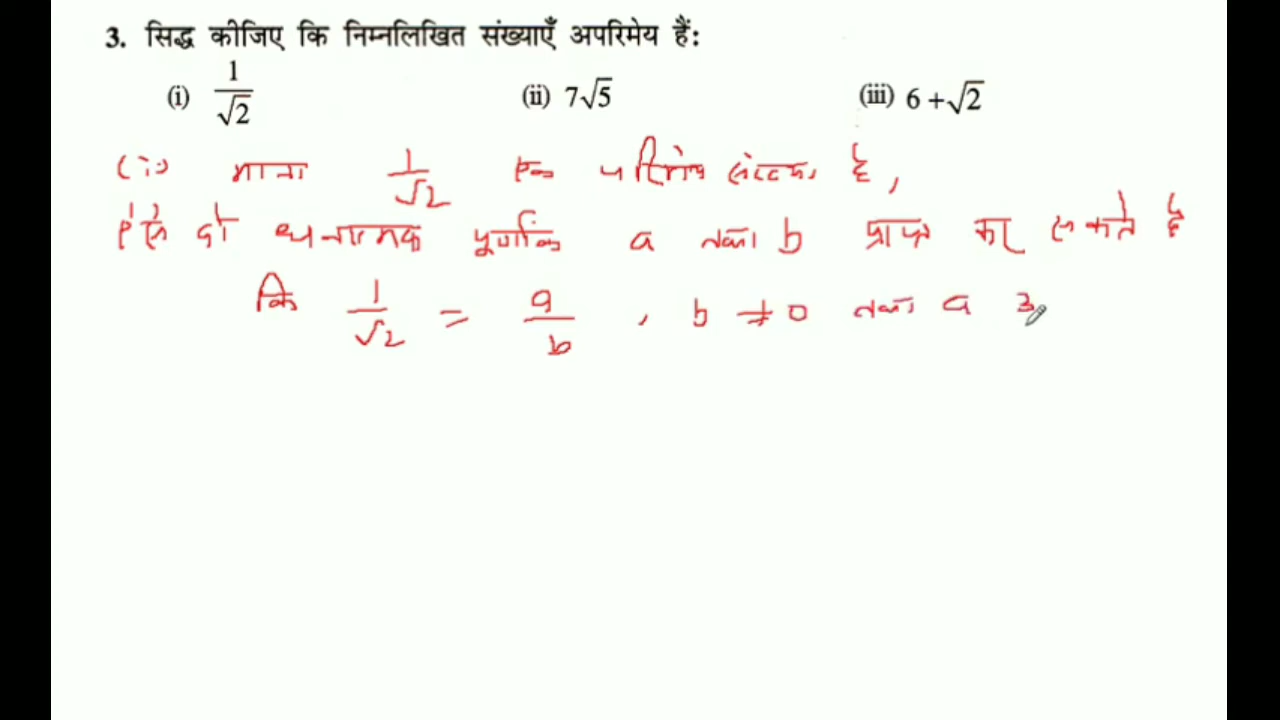 3. सिद्ध कीजिए कि निम्नलिखित संख्याएँ अपरिमेय हैं:
(i) 1/√2 (ii) 7√5 (iii) 6 + √2
(i) माना 1/√2 एक परिमेय संख्या है,
ऐसे दो धनात्मक पूर्णांक a तथा b प्राप्त कर सकते है
कि 1/√2 = a/b , b ≠ 0 तथा a